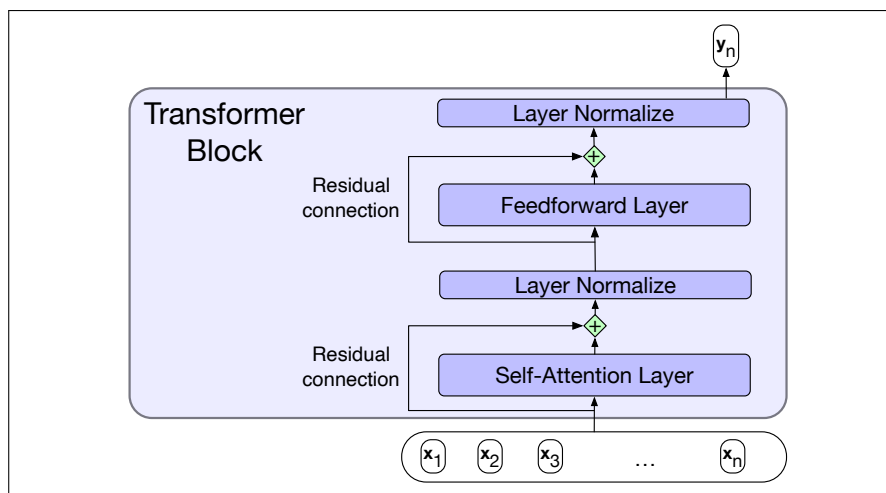 yn
Transformer
Block
Layer Normalize
+
Residual
connection
Feedforward Layer
Layer Normalize
+
Residual
connection
Self-Attention Layer
x1 x2 x3 … xn